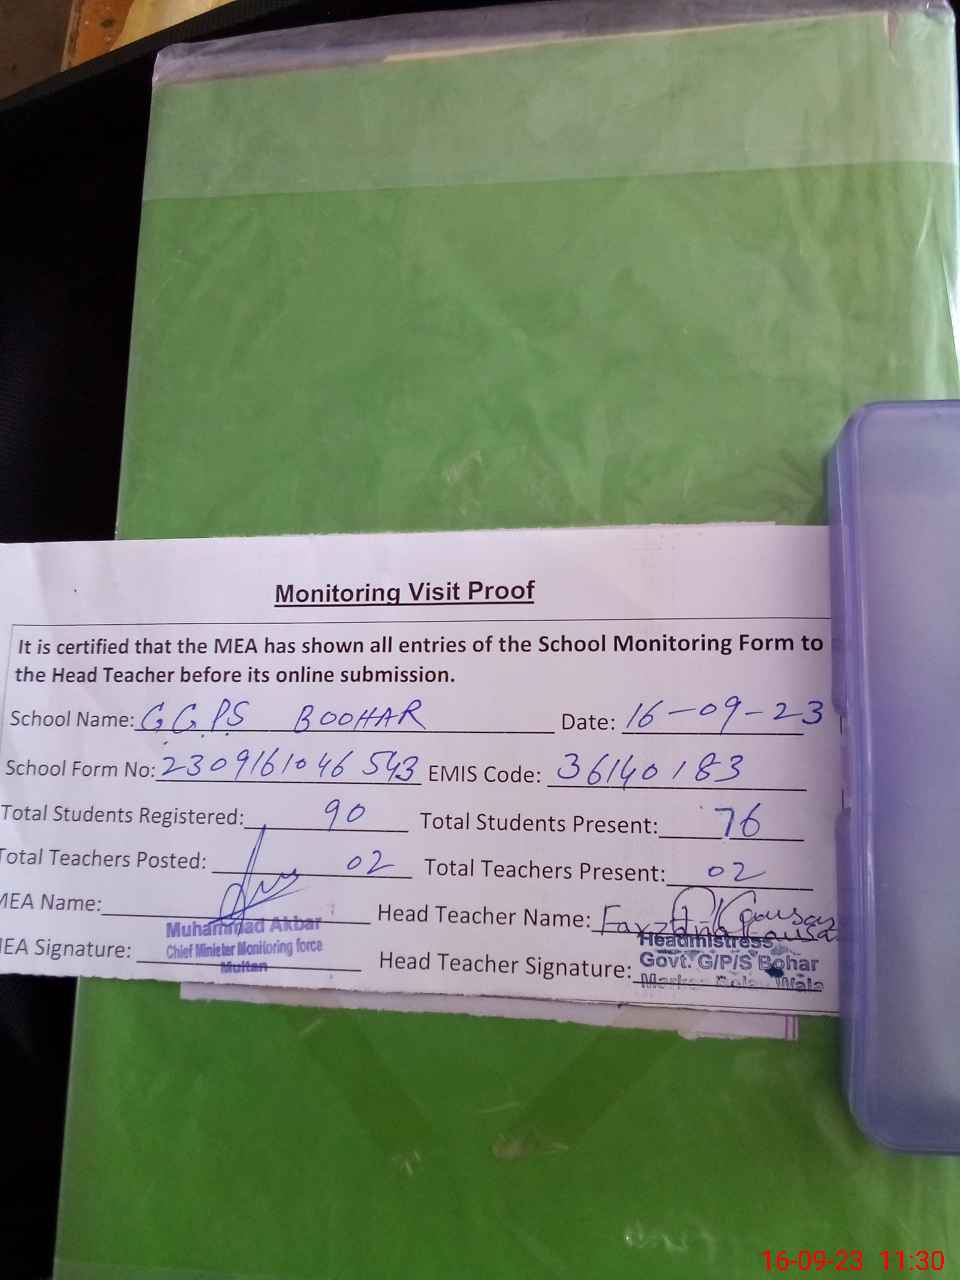 Monitoring Visit Proof
It is certified that the MEA has shown all entries of the School Monitoring Form to
the Head Teacher before its online submission.
School Name: GGPS BOOHAR Date: 16-09-23
School Form No: 2309161046543 EMIS Code: 36140183
Total Students Registered: 90 Total Students Present: 76
Total Teachers Posted: 02 Total Teachers Present: 02
MEA Name: Head Teacher Name: Farzana Kausar
Muhammad Akbar
Chief Minister Monitoring force
Multan
MEA Signature: Head Teacher Signature:
Headmistress
Govt. G/P/S Bohar
Wala
16-09-23 11:30